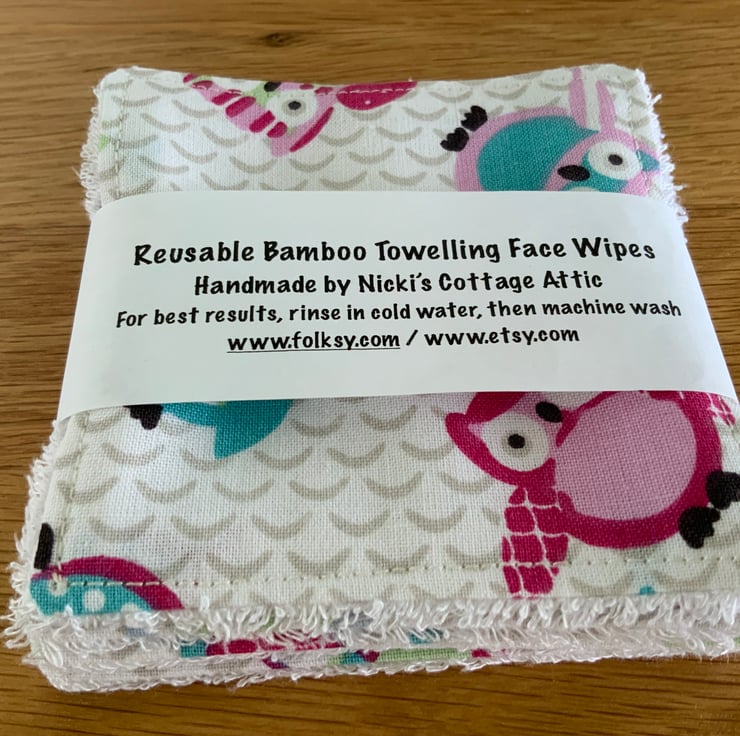 Reusable Bamboo Towelling Face Wipes
Handmade by Nicki's Cottage Attic
For best results, rinse in cold water, then machine wash
www.folksy.com / www.etsy.com